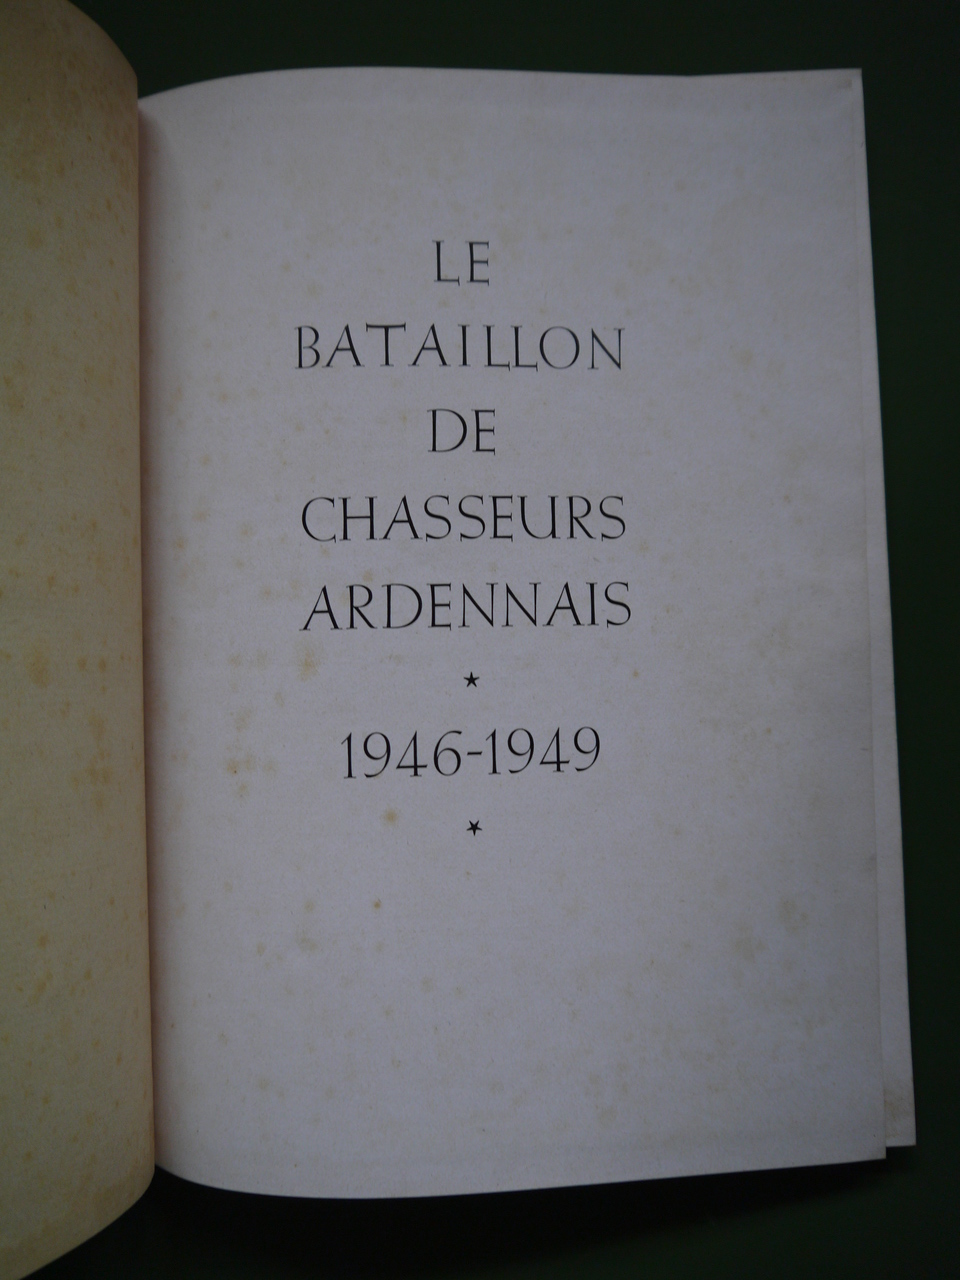 LE
BATAILLON
DE
CHASSEURS
ARDENNAIS
★
1946-1949
★